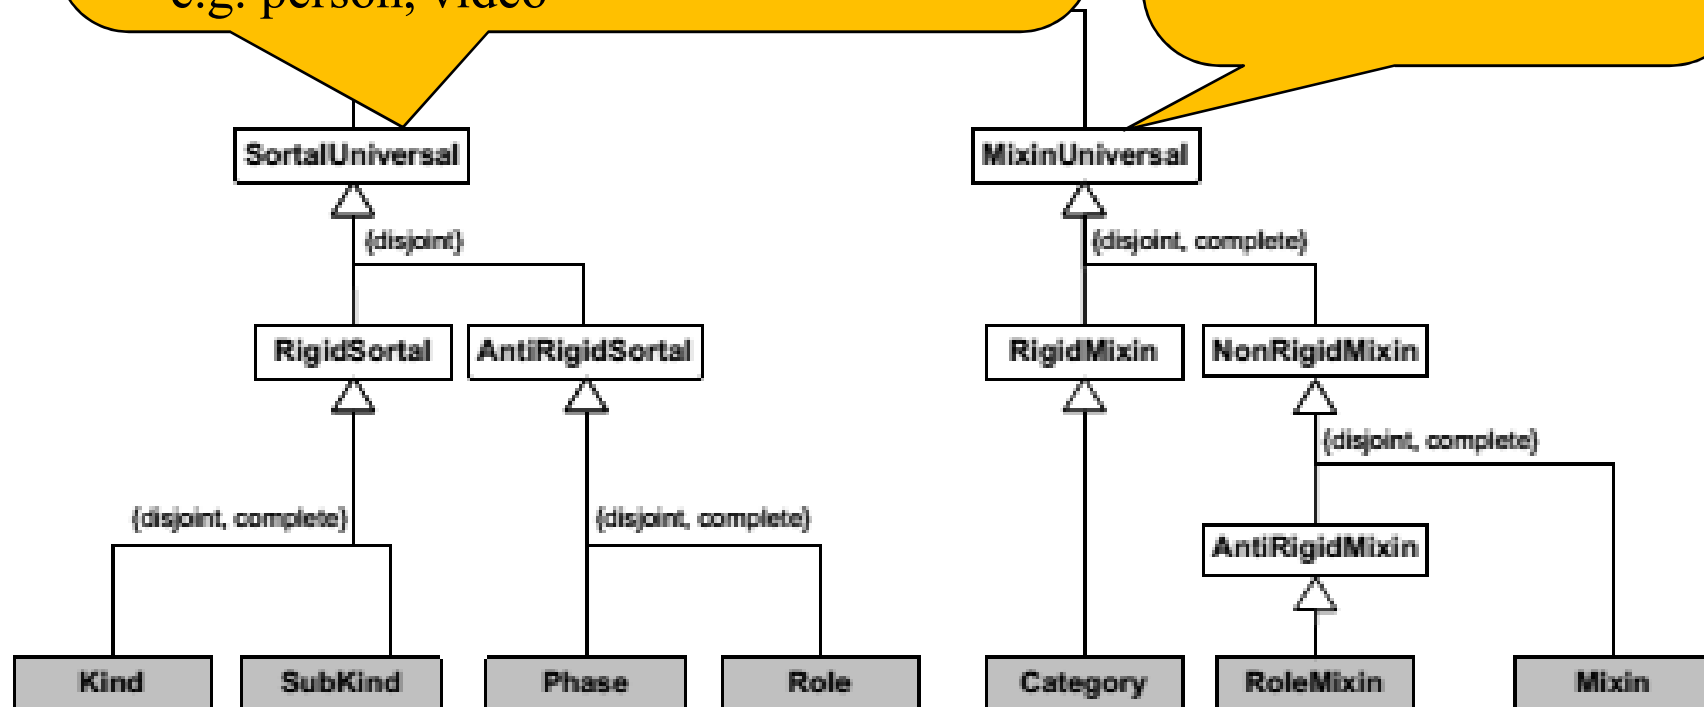 e.g. person, video
SortalUniversal
MixinUniversal
{disjoint}
{disjoint, complete}
RigidSortal
AntiRigidSortal
RigidMixin
NonRigidMixin
{disjoint, complete}
{disjoint, complete}
{disjoint, complete}
AntiRigidMixin
Kind
SubKind
Phase
Role
Category
RoleMixin
Mixin